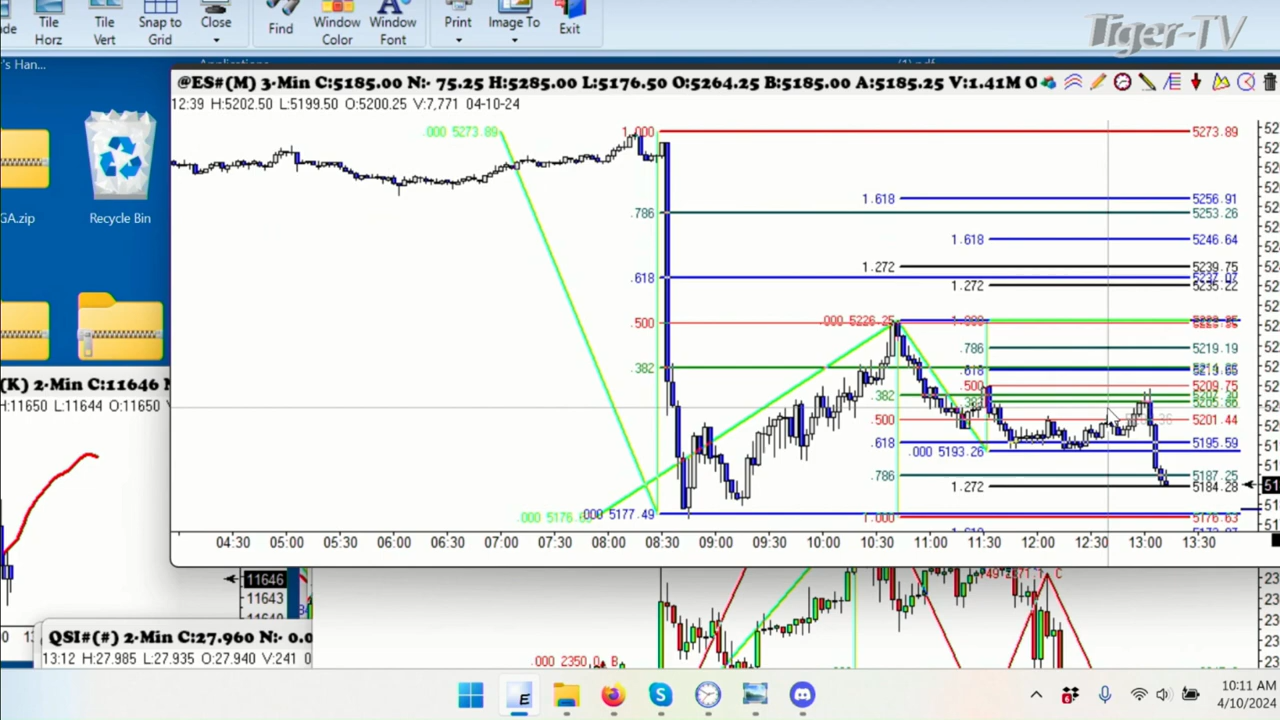 Tile
Horz
Tile
Vert
Snap to
Grid
Close
Find
Window
Color
Window
Font
Print
Image To
Exit
Tiger-TV
's Han...
GA.zip
Recycle Bin
@ES#(M) 3-Min C:5185.00 N:- 75.25 H:5285.00 L:5176.50 O:5264.25 B:5185.00 A:5185.25 V:1.41M O
12:39 H:5202.50 L:5199.50 O:5200.25 V:7,771 04-10-24
.000 5273.89
1.000
5273.89
1.618
5256.91
.786
5253.26
1.618
5246.64
1.272
5239.75
.618
5237.07
1.272
5235.22
.500
.000 5226.25
.786
5219.19
.382
.618
.500
5209.75
.382
.500
5201.44
.618
5195.59
.000 5193.26
.786
5187.25
1.272
5184.28
.000 5177.49
1.000
5176.63
04:30 05:00 05:30 06:00 06:30 07:00 07:30 08:00 08:30 09:00 09:30 10:00 10:30 11:00 11:30 12:00 12:30 13:00 13:30
(K) 2-Min C:11646
H:11650 L:11644 O:11650
11646
11643
QSI#(#) 2-Min C:27.960 N:- 0.0
13:12 H:27.985 L:27.935 O:27.940 V:241
.000 2350.0 B
10:11 AM
4/10/2024